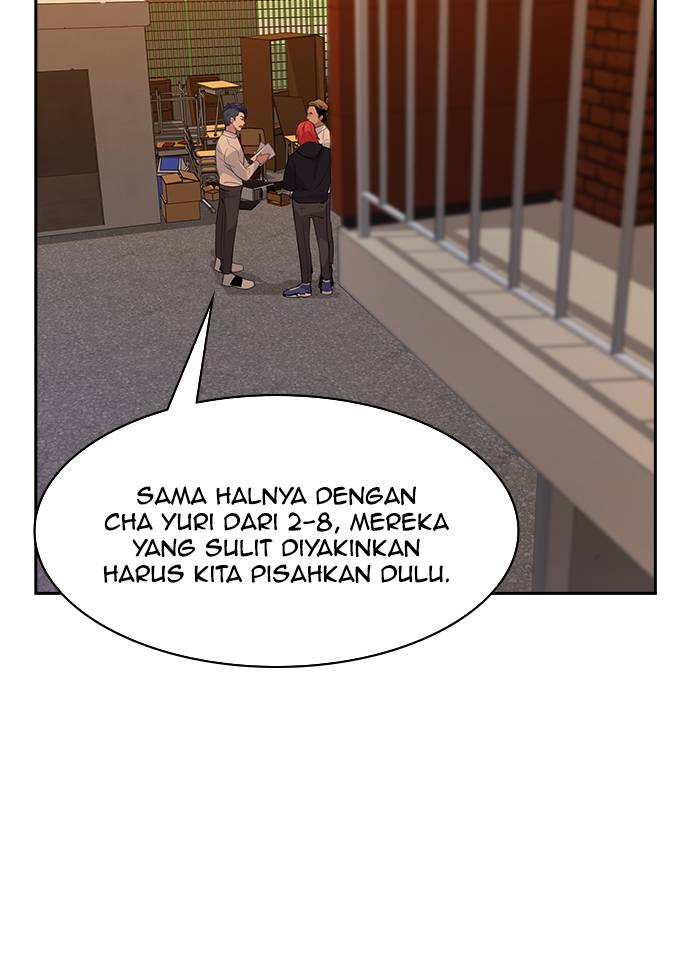 SAMA HALNYA DENGAN
CHA YURI DARI 2-8, MEREKA
YANG SULIT DIYAKINKAN
HARUS KITA PISAHKAN DULU.